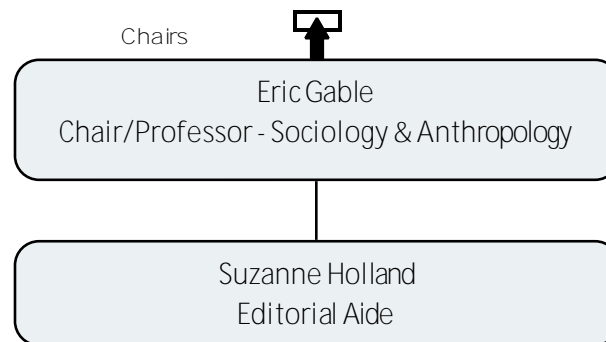 Chairs
Eric Gable
Chair/Professor - Sociology & Anthropology
Suzanne Holland
Editorial Aide